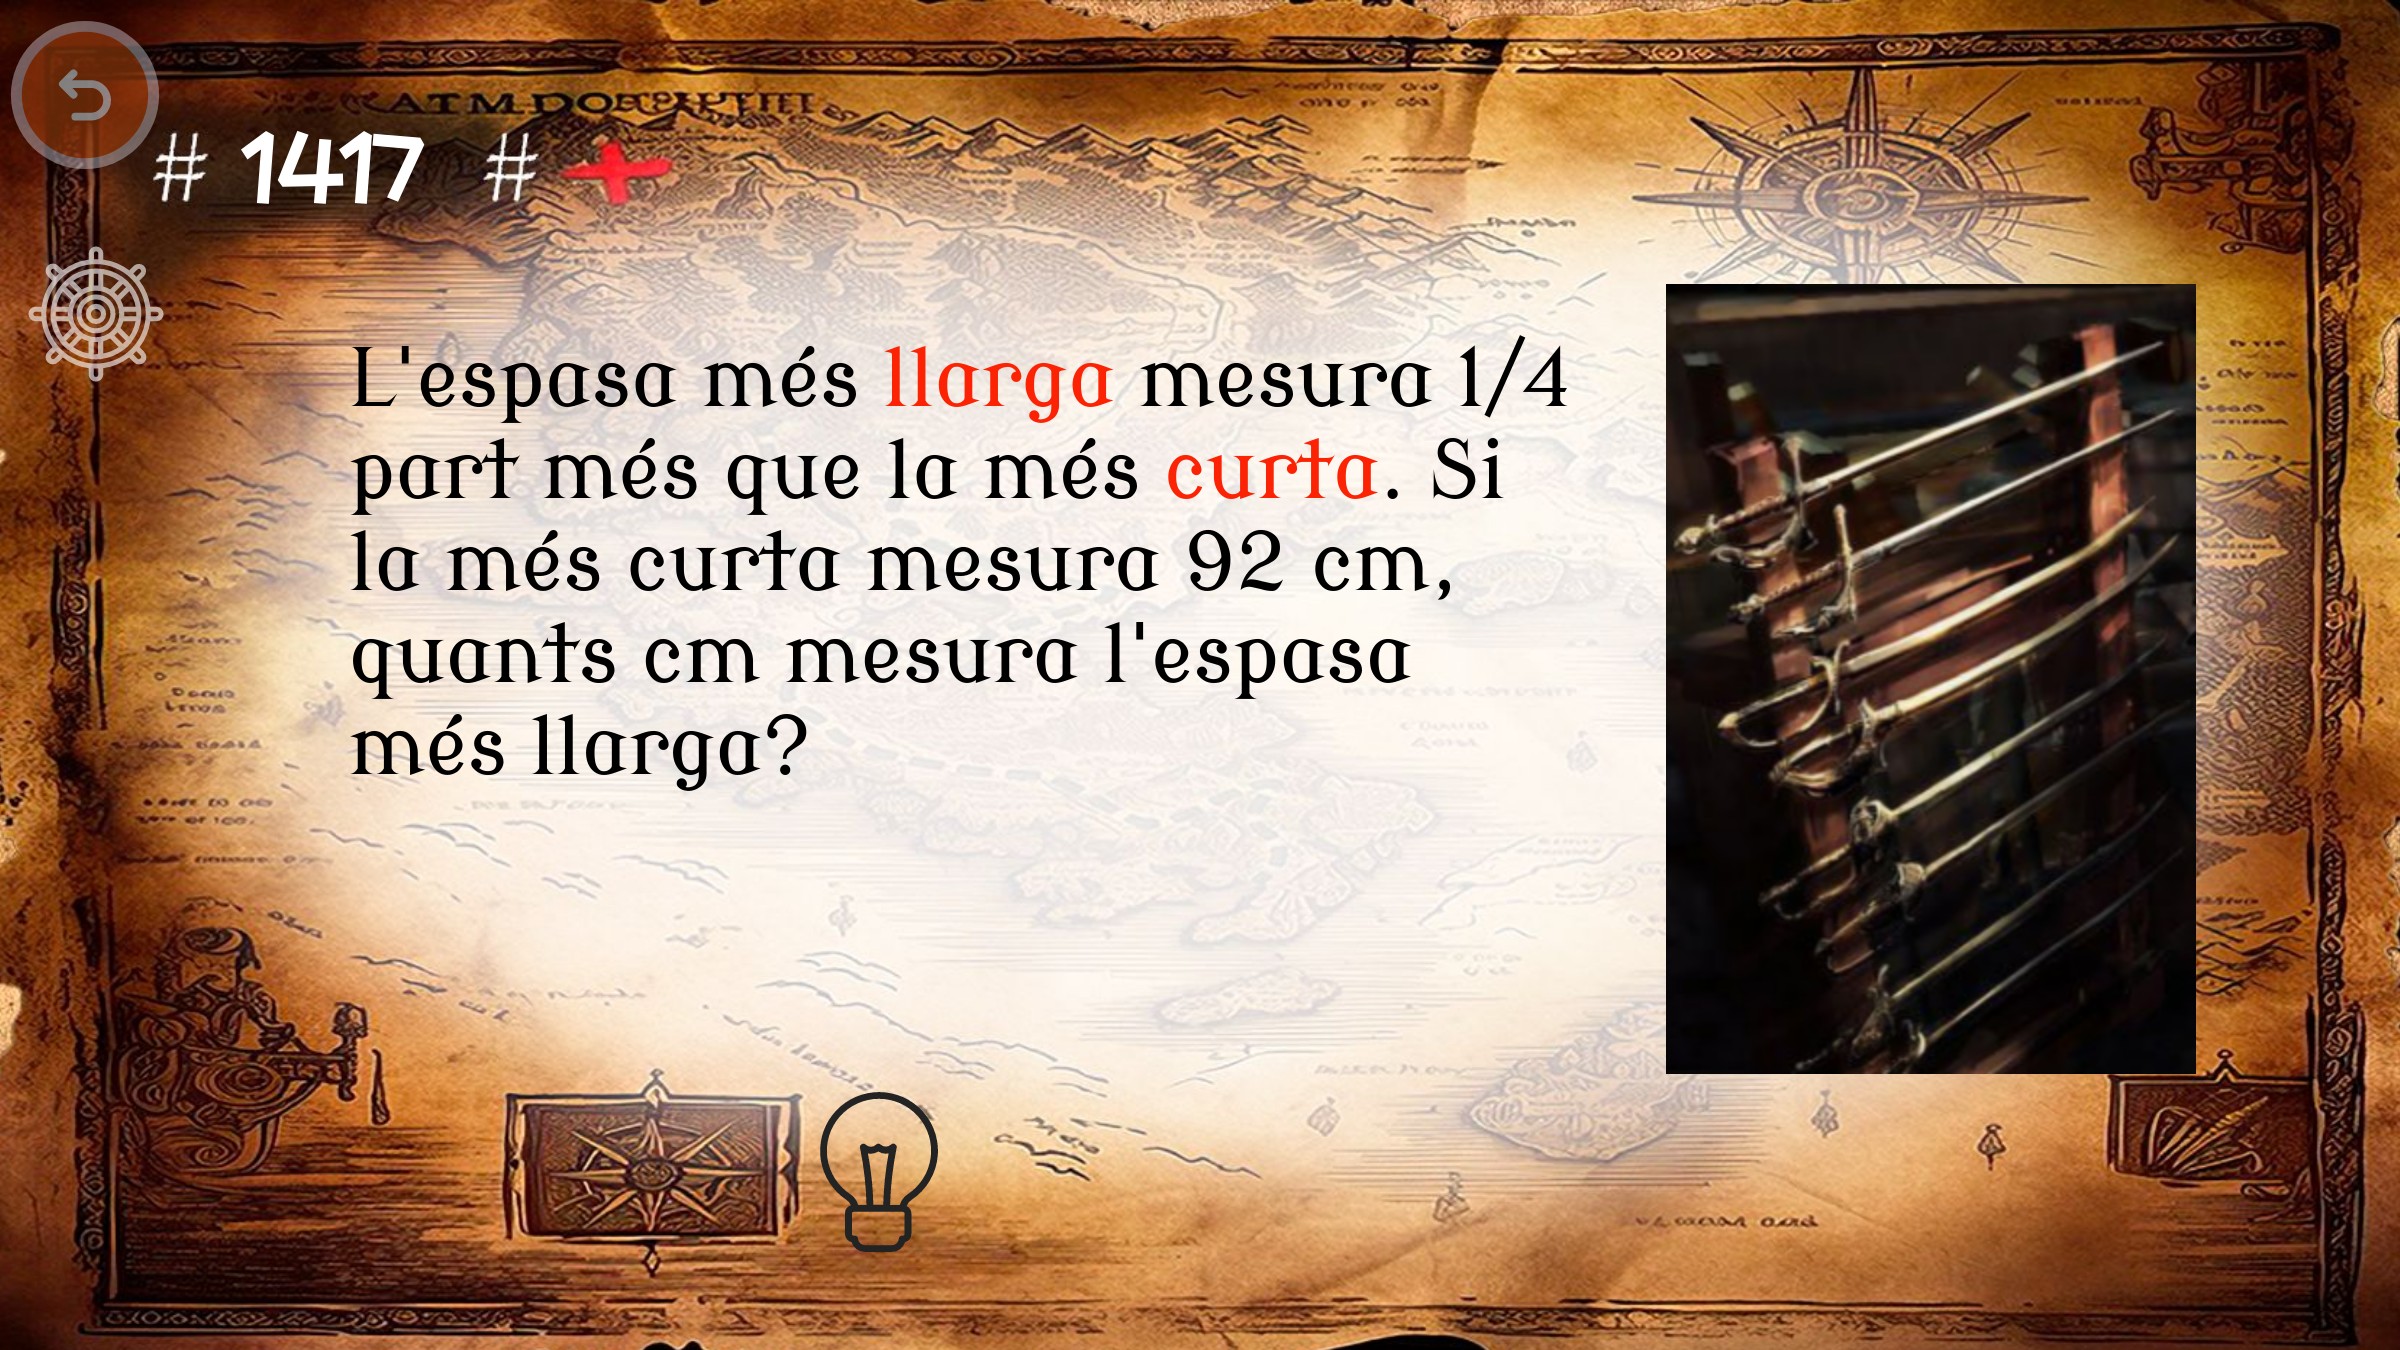 # 1417 #
L'espasa més llarga mesura 1/4
part més que la més curta. Si
la més curta mesura 92 cm,
quants cm mesura l'espasa
més llarga?